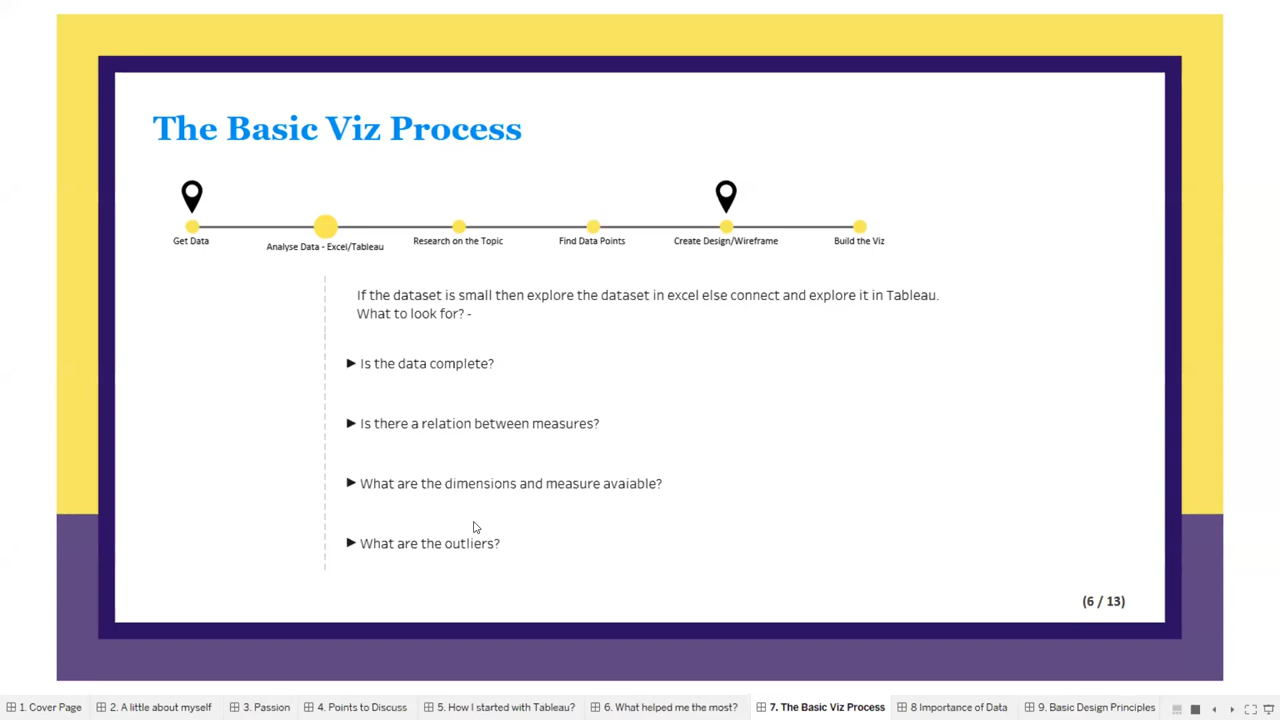 The Basic Viz Process
Get Data
Analyse Data - Excel/Tableau
Research on the Topic
Find Data Points
Create Design/Wireframe
Build the Viz
If the dataset is small then explore the dataset in excel else connect and explore it in Tableau.
What to look for? -
Is the data complete?
Is there a relation between measures?
What are the dimensions and measure avaiable?
What are the outliers?
(6 / 13)
1. Cover Page
2. A little about myself
3. Passion
4. Points to Discuss
5. How I started with Tableau?
6. What helped me the most?
7. The Basic Viz Process
8 Importance of Data
9. Basic Design Principles